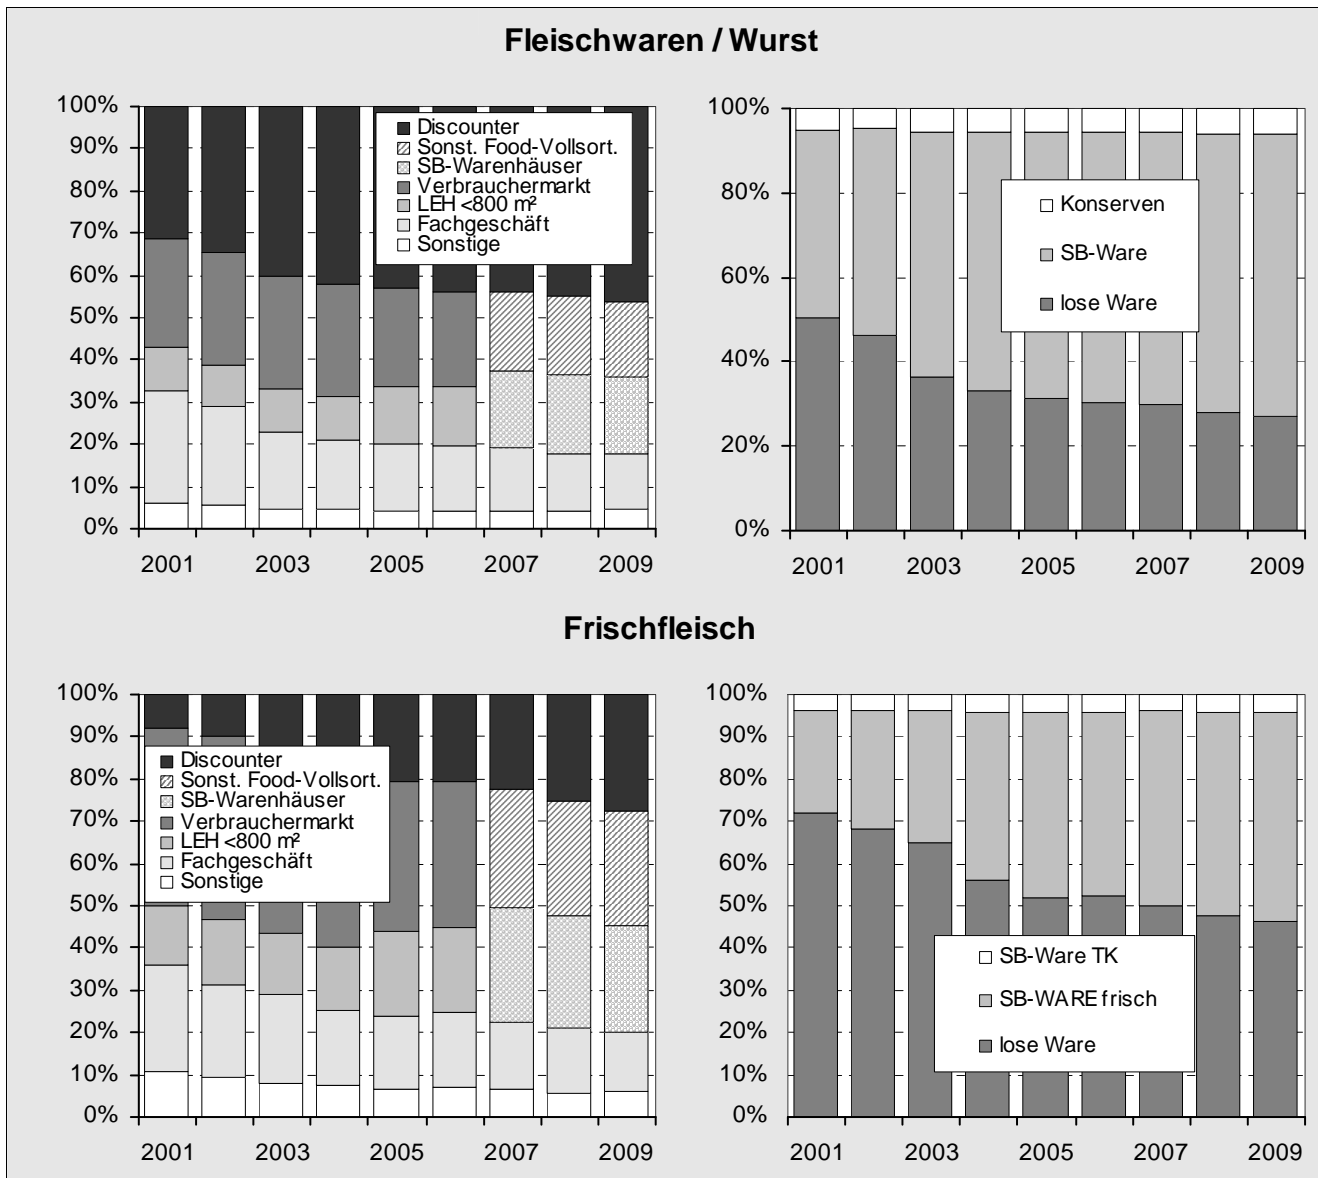 Fleischwaren / Wurst
100%
90%
80%
70%
60%
50%
40%
30%
20%
10%
0%
Discounter
Sonst. Food-Vollsort.
SB-Warenhäuser
Verbrauchermarkt
LEH <800 m²
Fachgeschäft
Sonstige
2001 2003 2005 2007 2009
100%
80%
60%
40%
20%
0%
Konserven
SB-Ware
lose Ware
2001 2003 2005 2007 2009
Frischfleisch
100%
90%
80%
70%
60%
50%
40%
30%
20%
10%
0%
Discounter
Sonst. Food-Vollsort.
SB-Warenhäuser
Verbrauchermarkt
LEH <800 m²
Fachgeschäft
Sonstige
2001 2003 2005 2007 2009
100%
90%
80%
70%
60%
50%
40%
30%
20%
10%
0%
SB-Ware TK
SB-WARE frisch
lose Ware
2001 2003 2005 2007 2009